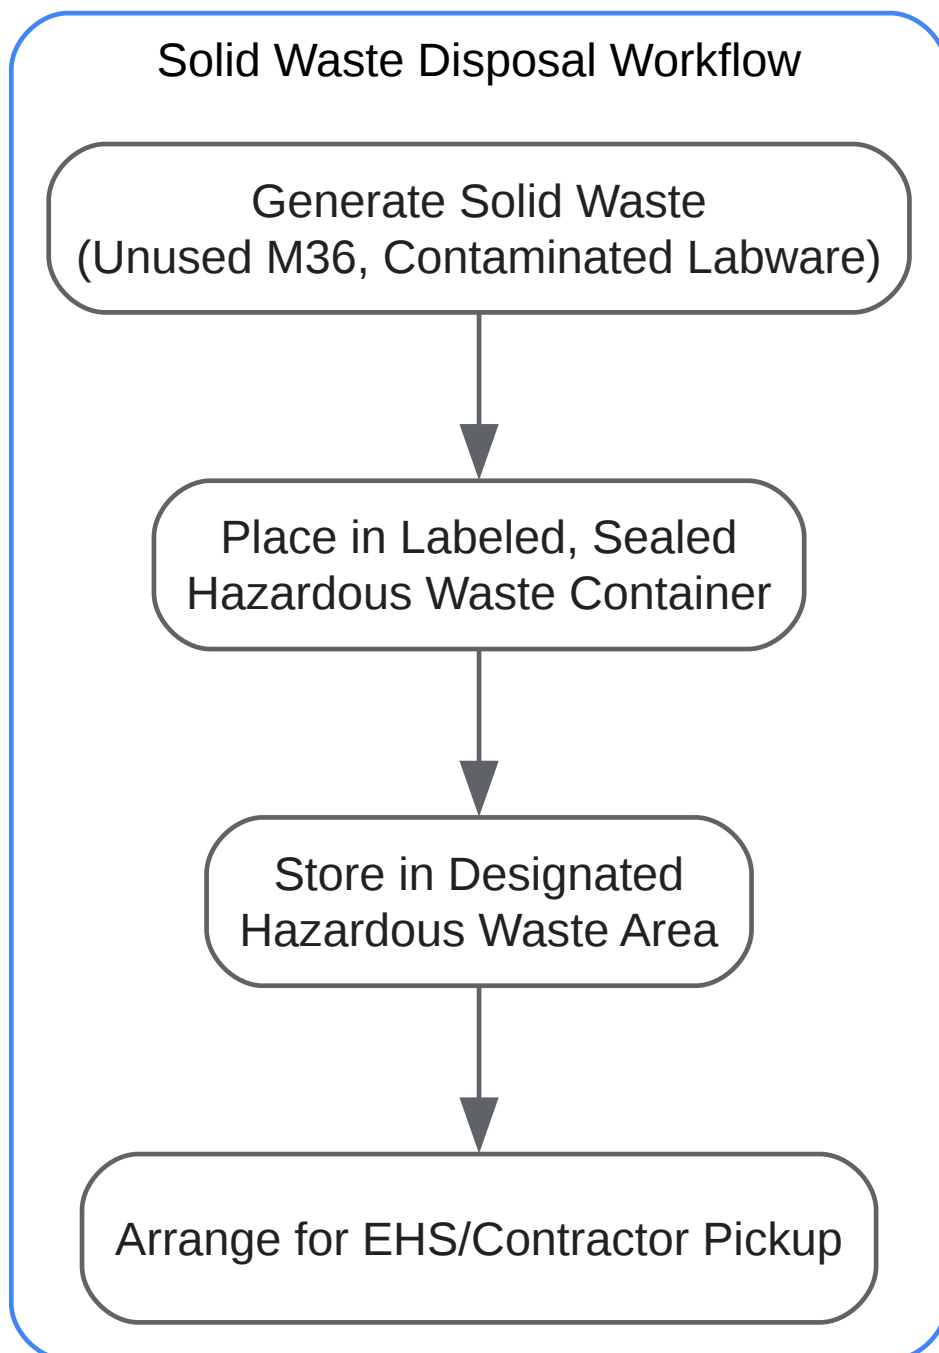 Solid Waste Disposal Workflow
Generate Solid Waste
(Unused M36, Contaminated Labware)
Place in Labeled, Sealed
Hazardous Waste Container
Store in Designated
Hazardous Waste Area
Arrange for EHS/Contractor Pickup